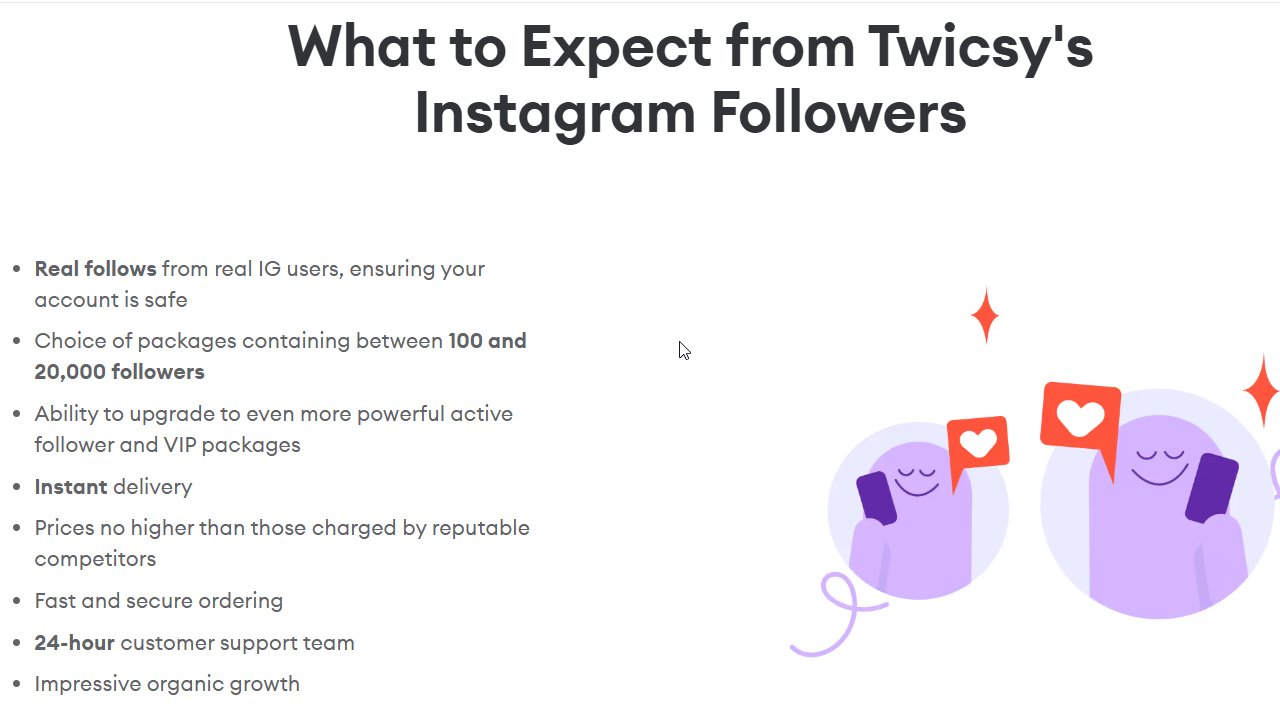 What to Expect from Twicsy's
Instagram Followers
Real follows from real IG users, ensuring your
account is safe
Choice of packages containing between 100 and
20,000 followers
Ability to upgrade to even more powerful active
follower and VIP packages
Instant delivery
Prices no higher than those charged by reputable
competitors
Fast and secure ordering
24-hour customer support team
Impressive organic growth